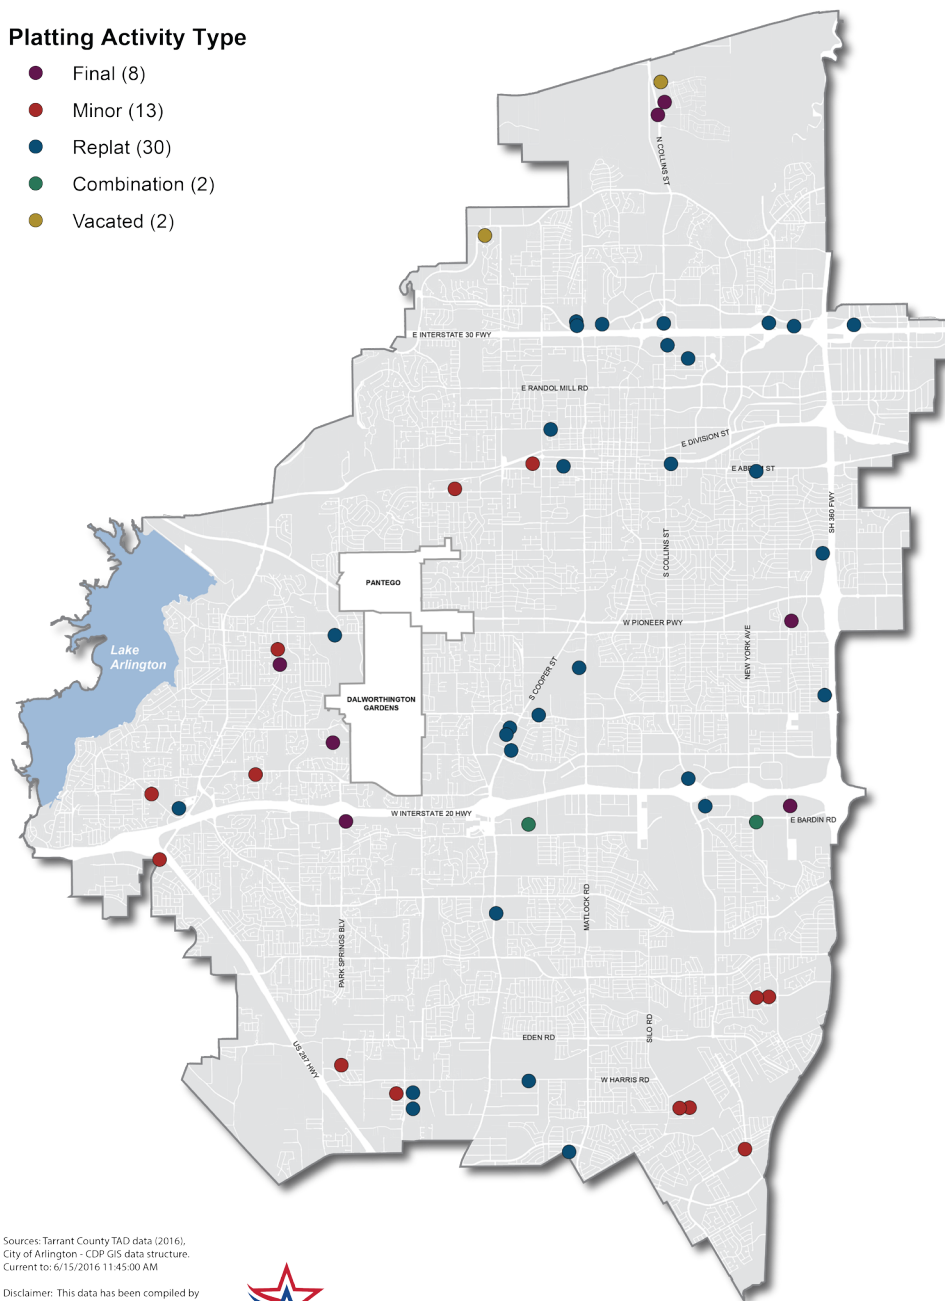 Platting Activity Type
Final (8)
Minor (13)
Replat (30)
Combination (2)
Vacated (2)
N COLLINS ST
E INTERSTATE 30 FWY
E RANDOL MILL RD
E DIVISION ST
E ABRAM ST
SH 360 FWY
S COLLINS ST
PANTEGO
W PIONEER PWY
NEW YORK AVE
Lake
Arlington
S COOPER ST
DALWORTHINGTON
GARDENS
W INTERSTATE 20 HWY
E BARDIN RD
MATLOCK RD
PARK SPRINGS BLV
SILO RD
EDEN RD
US 287 HWY
W HARRIS RD
Sources: Tarrant County TAD data (2016),
City of Arlington - CDP GIS data structure.
Current to: 6/15/2016 11:45:00 AM
Disclaimer: This data has been compiled by